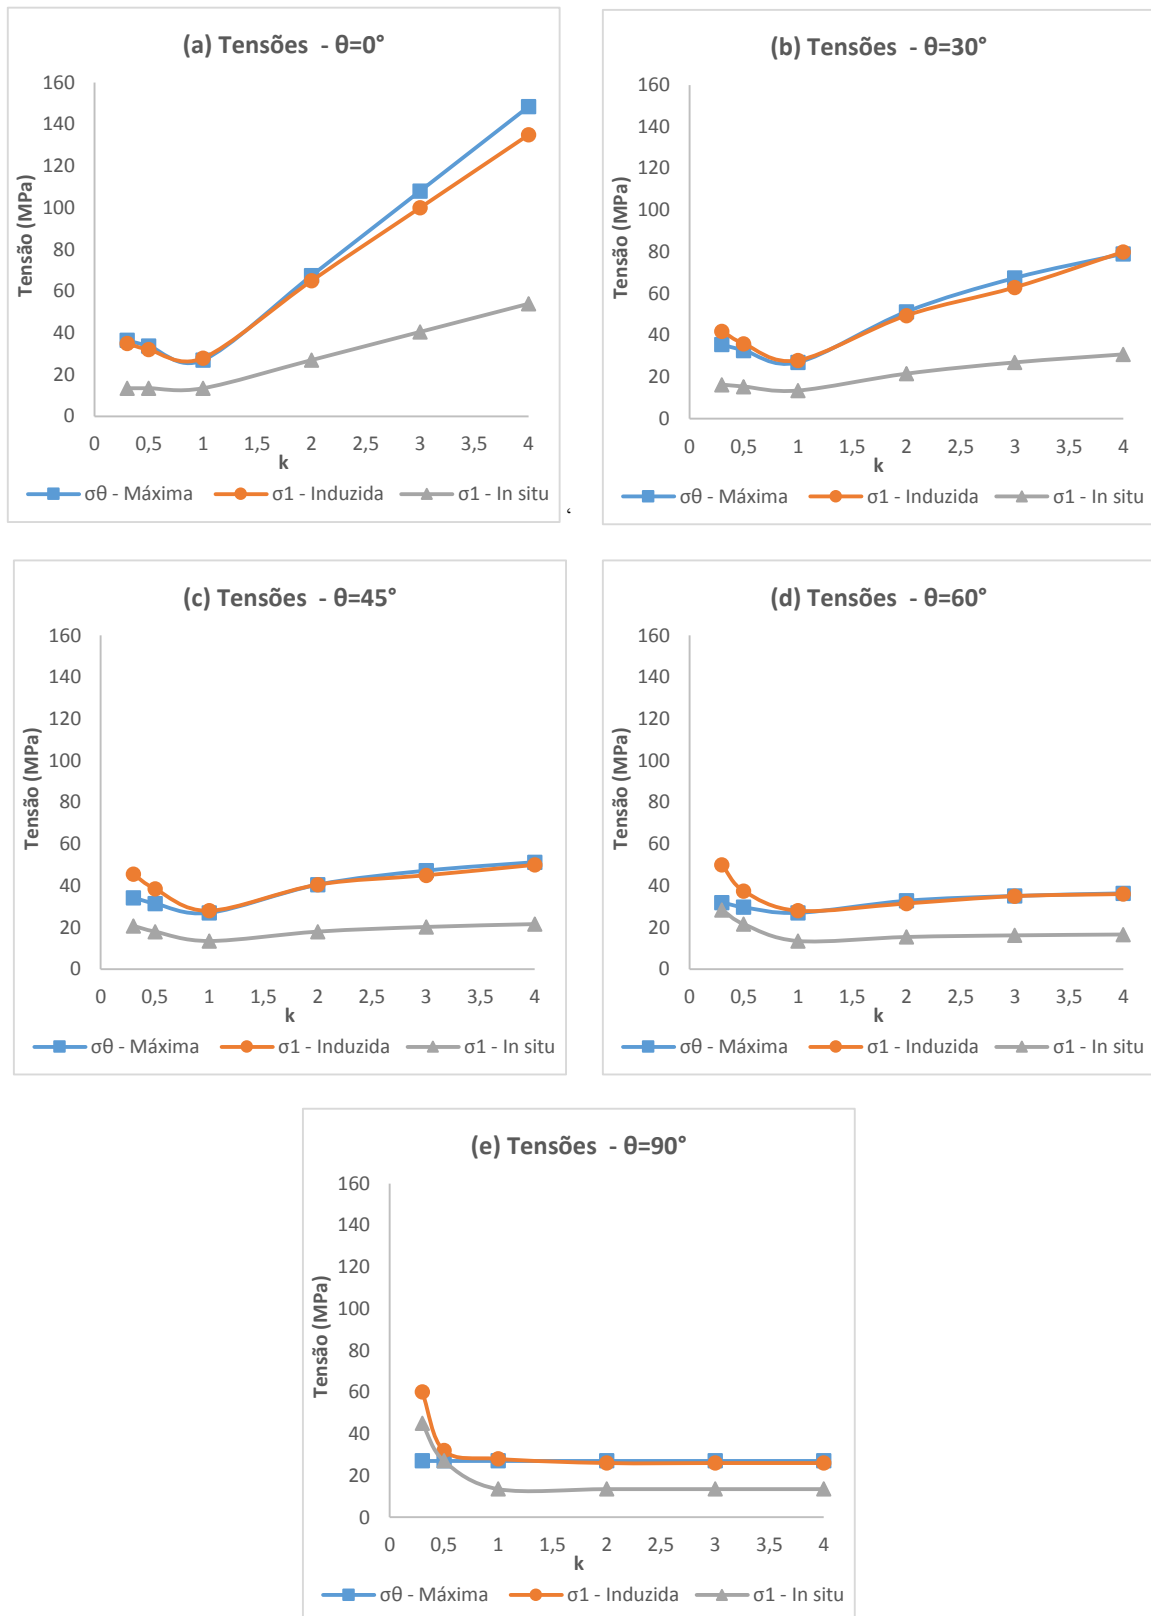 (a) Tensões - θ=0°
160
140
120
100
80
60
40
20
0
Tensão (MPa)
0 0,5 1 1,5 2 2,5 3 3,5 4
k
σθ - Máxima σ1 - Induzida σ1 - In situ
(b) Tensões - θ=30°
160
140
120
100
80
60
40
20
0
Tensão (MPa)
0 0,5 1 1,5 2 2,5 3 3,5 4
k
σθ - Máxima σ1 - Induzida σ1 - In situ
(c) Tensões - θ=45°
160
140
120
100
80
60
40
20
0
Tensão (MPa)
0 0,5 1 1,5 2 2,5 3 3,5 4
k
σθ - Máxima σ1 - Induzida σ1 - In situ
(d) Tensões - θ=60°
160
140
120
100
80
60
40
20
0
Tensão (MPa)
0 0,5 1 1,5 2 2,5 3 3,5 4
k
σθ - Máxima σ1 - Induzida σ1 - In situ
(e) Tensões - θ=90°
160
140
120
100
80
60
40
20
0
Tensão (MPa)
0 0,5 1 1,5 2 2,5 3 3,5 4
k
σθ - Máxima σ1 - Induzida σ1 - In situ